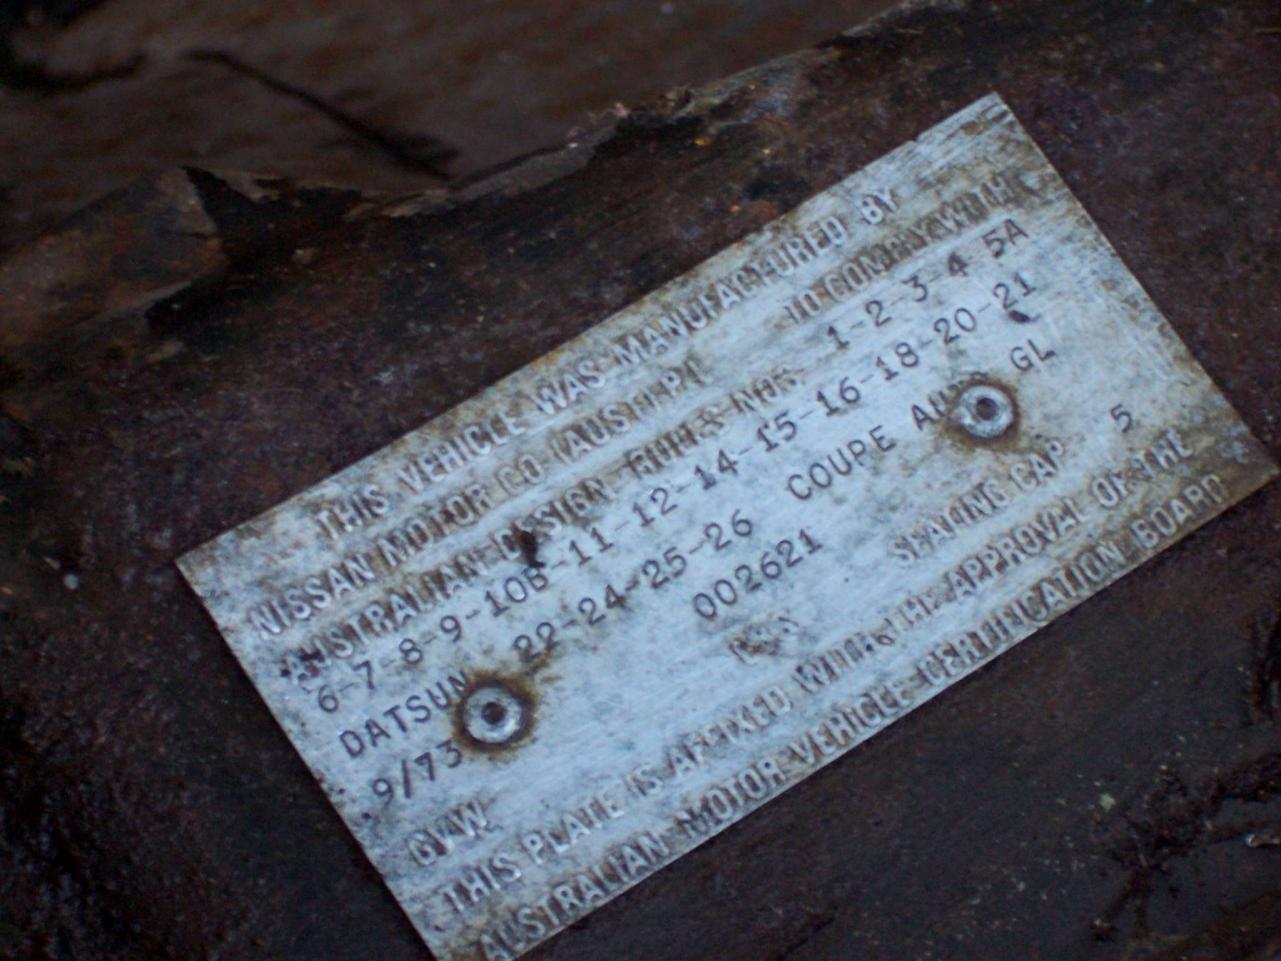 THIS VEHICLE WAS MANUFACTURED BY
NISSAN MOTOR CO (AUST) P.L TO COMPLY WITH
AUSTRALIAN DESIGN RULES NOS. 1-2-3-4 5A
6-7-8-9-10B-11-12-14-15-16-18-20-21
22-24-25-26
DATSUN COUPE GL
9/73 002621
GVW SEATING CAP 5
THIS PLATE IS AFFIXED WITH THE APPROVAL OF THE
AUSTRALIAN MOTOR VEHICLE CERTIFICATION BOARD